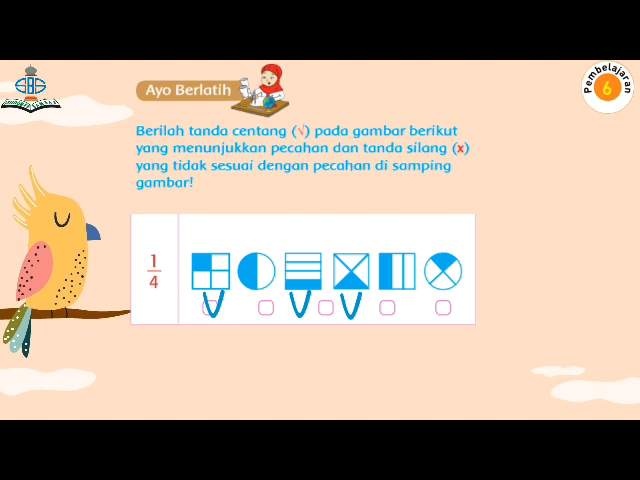 SBS
Pembelajaran
6
Ayo Berlatih
Berilah tanda centang (√) pada gambar berikut
yang menunjukkan pecahan dan tanda silang (x)
yang tidak sesuai dengan pecahan di samping
gambar!
1
4